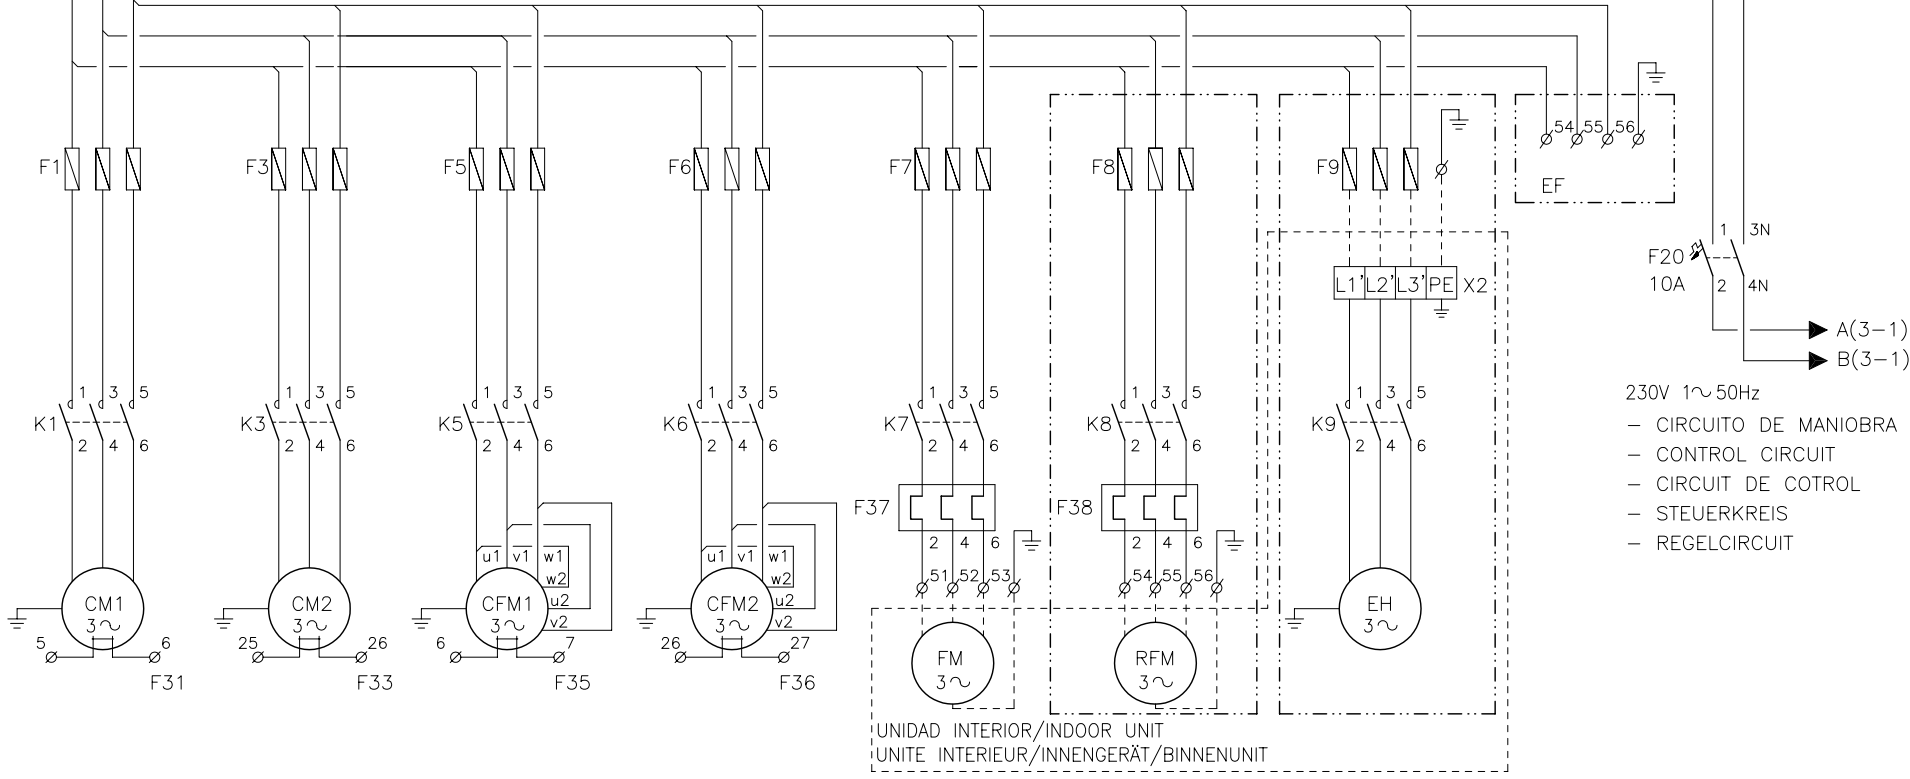 54 55 56
F1 F3 F5 F6 F7 F8 F9
EF
1 3N
F20
10A
2 4N
L1' L2' L3' PE X2
A(3-1)
B(3-1)
230V 1~50Hz
- CIRCUITO DE MANIOBRA
- CONTROL CIRCUIT
- CIRCUIT DE COTROL
- STEUERKREIS
- REGELCIRCUIT
1 3 5 1 3 5 1 3 5 1 3 5 1 3 5 1 3 5 1 3 5
K1 K3 K5 K6 K7 K8 K9
2 4 6 2 4 6 2 4 6 2 4 6 2 4 6 2 4 6 2 4 6
F37 F38
2 4 6 2 4 6
u1 v1 w1 u1 v1 w1
w2 w2
51 52 53 54 55 56
CM1 CM2 CFM1 u2 CFM2 u2 EH
3~ 3~ 3~ v2 3~ v2 3~
5 6 25 26 6 7 26 27
F31 F33 F35 F36
FM RFM
3~ 3~
UNIDAD INTERIOR/INDOOR UNIT
UNITE INTERIEUR/INNENGERÄT/BINNENUNIT